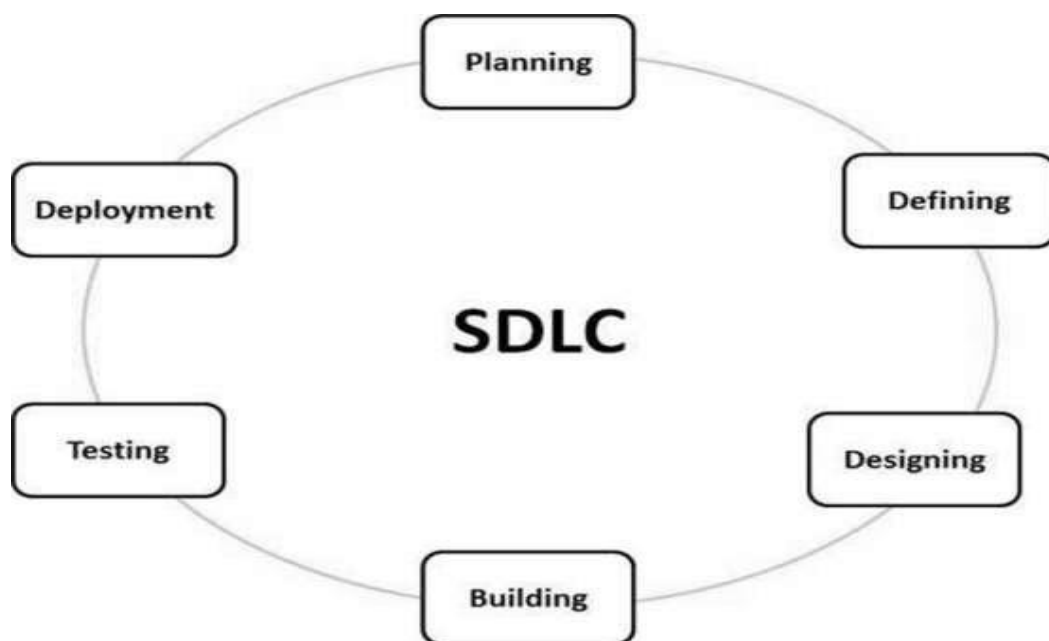 Planning
Deployment
Defining
SDLC
Testing
Designing
Building